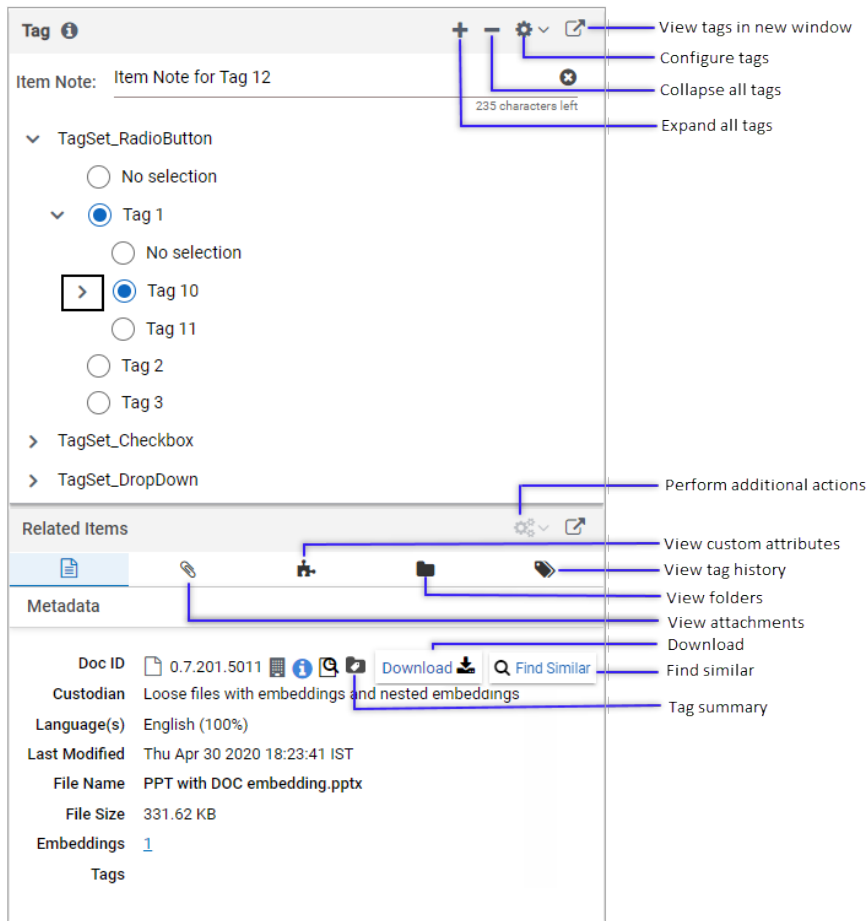 Tag
View tags in new window
Configure tags
Item Note: Item Note for Tag 12
Collapse all tags
235 characters left
Expand all tags
TagSet_RadioButton
No selection
Tag 1
No selection
Tag 10
Tag 11
Tag 2
Tag 3
TagSet_Checkbox
TagSet_DropDown
Perform additional actions
Related Items
View custom attributes
View tag history
View folders
Metadata
View attachments
Download
Doc ID 0.7.201.5011 Download Find Similar
Find similar
Custodian Loose files with embeddings and nested embeddings
Tag summary
Language(s) English (100%)
Last Modified Thu Apr 30 2020 18:23:41 IST
File Name PPT with DOC embedding.pptx
File Size 331.62 KB
Embeddings 1
Tags